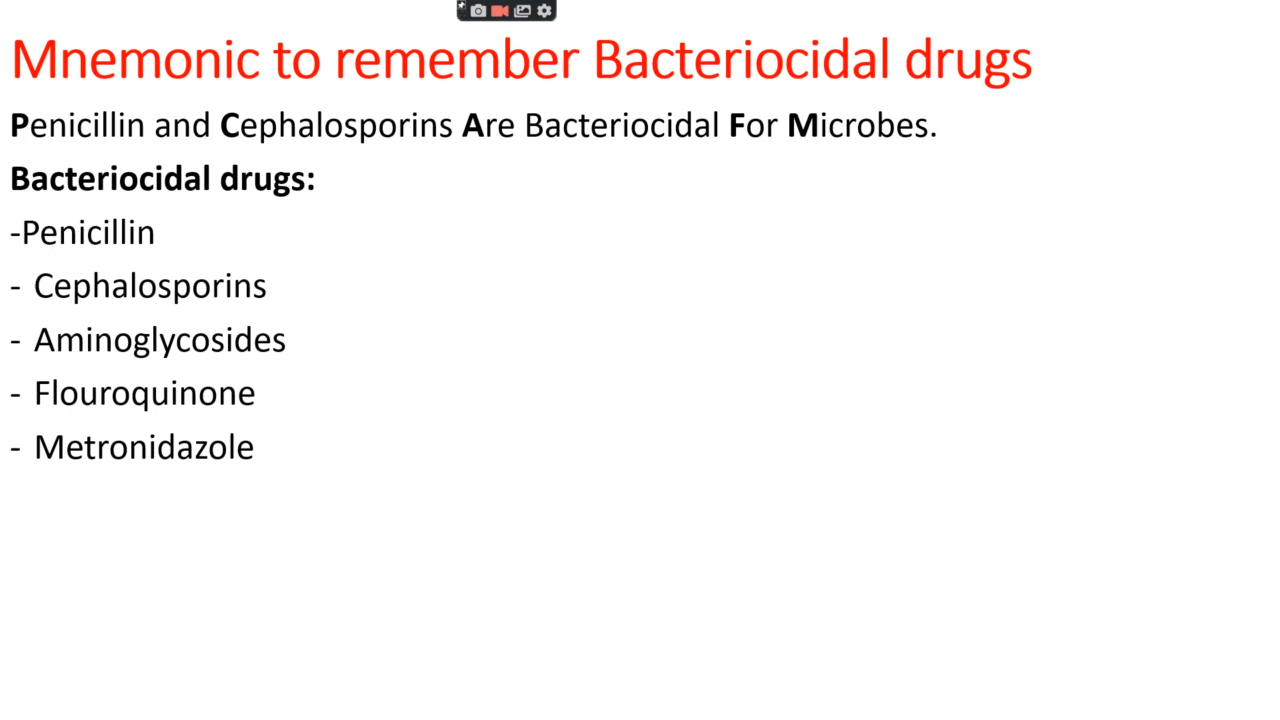 Mnemonic to remember Bacteriocidal drugs
Penicillin and Cephalosporins Are Bacteriocidal For Microbes.
Bacteriocidal drugs:
-Penicillin
- Cephalosporins
- Aminoglycosides
- Flouroquinone
- Metronidazole